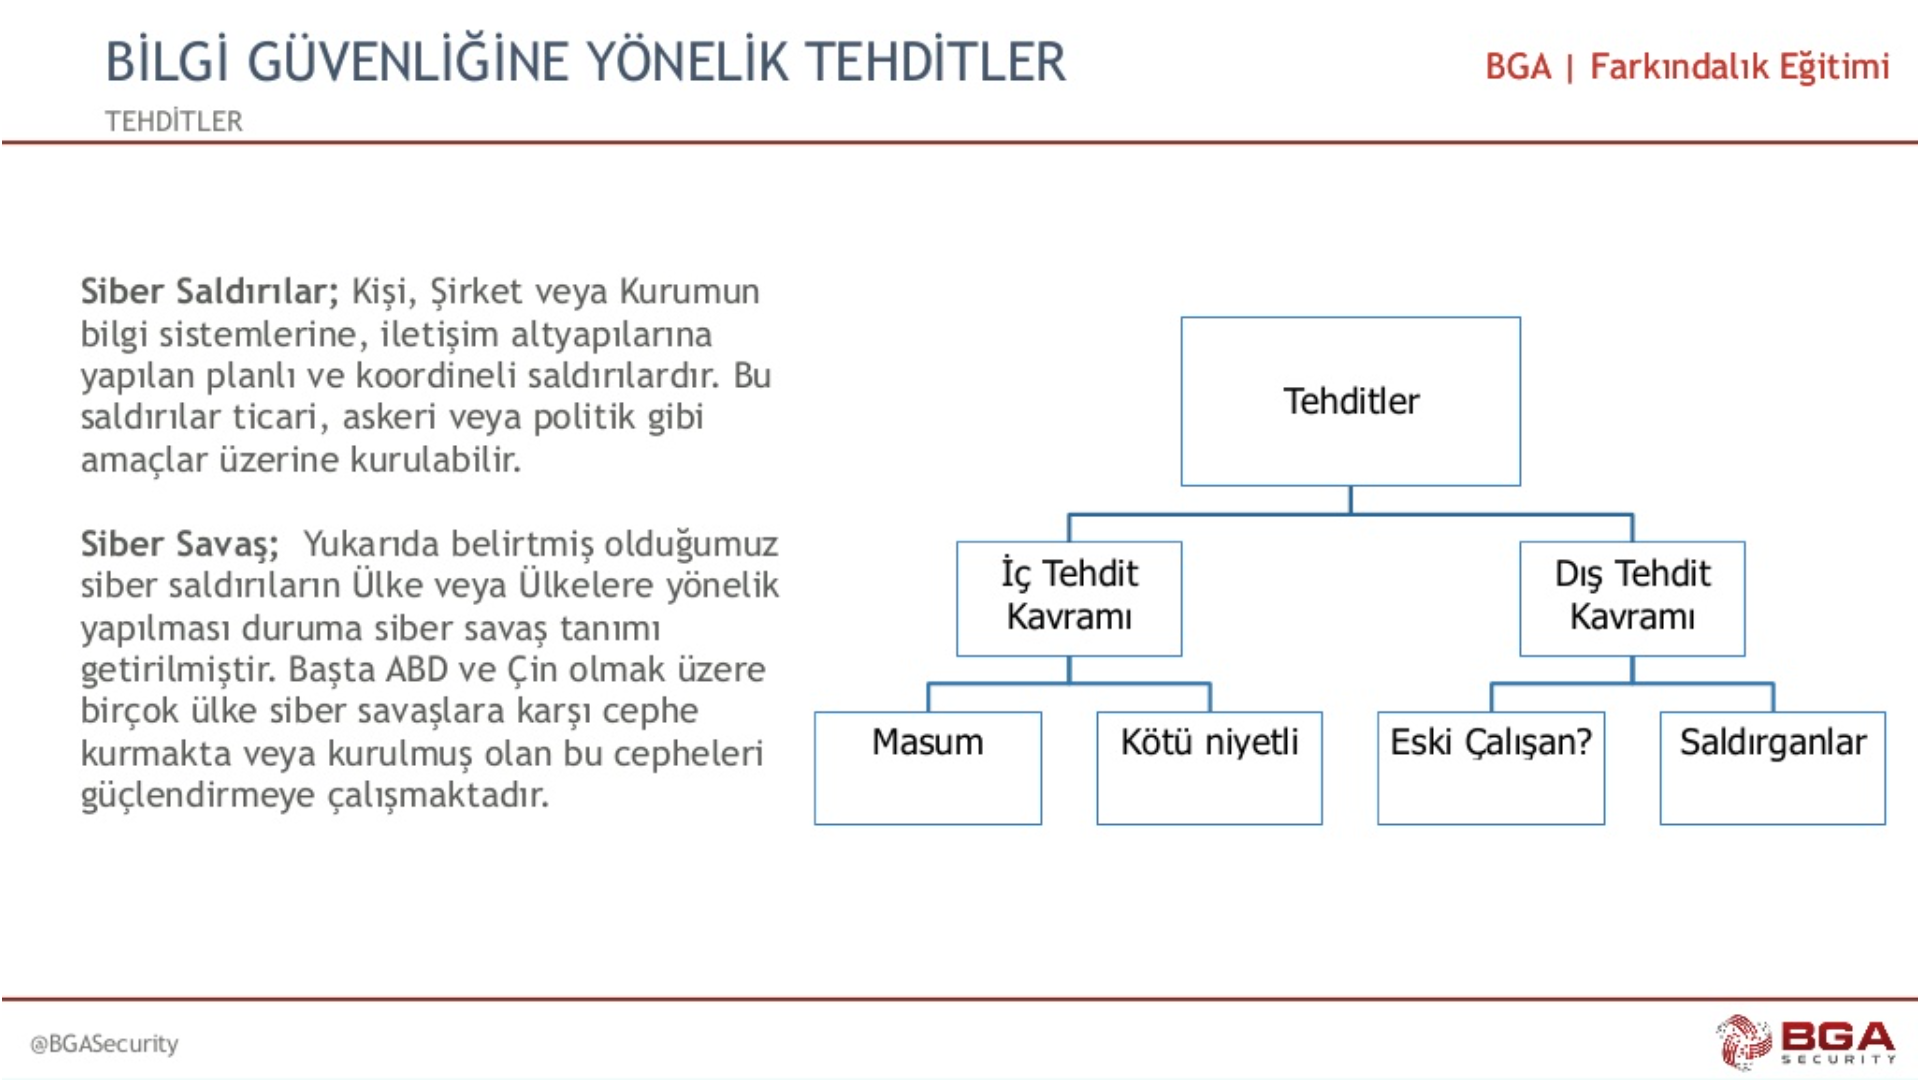 BİLGİ GÜVENLİĞİNE YÖNELİK TEHDİTLER
BGA | Farkındalık Eğitimi
TEHDİTLER
Siber Saldırılar; Kişi, Şirket veya Kurumun
bilgi sistemlerine, iletişim altyapılarına
yapılan planlı ve koordineli saldırılardır. Bu
saldırılar ticari, askeri veya politik gibi
amaçlar üzerine kurulabilir.
Siber Savaş; Yukarıda belirtmiş olduğumuz
siber saldırıların Ülke veya Ülkelere yönelik
yapılması duruma siber savaş tanımı
getirilmiştir. Başta ABD ve Çin olmak üzere
birçok ülke siber savaşlara karşı cephe
kurmakta veya kurulmuş olan bu cepheleri
güçlendirmeye çalışmaktadır.
Tehditler
İç Tehdit
Kavramı
Dış Tehdit
Kavramı
Masum
Kötü niyetli
Eski Çalışan?
Saldırganlar
@BGASecurity
BGA
SECURITY